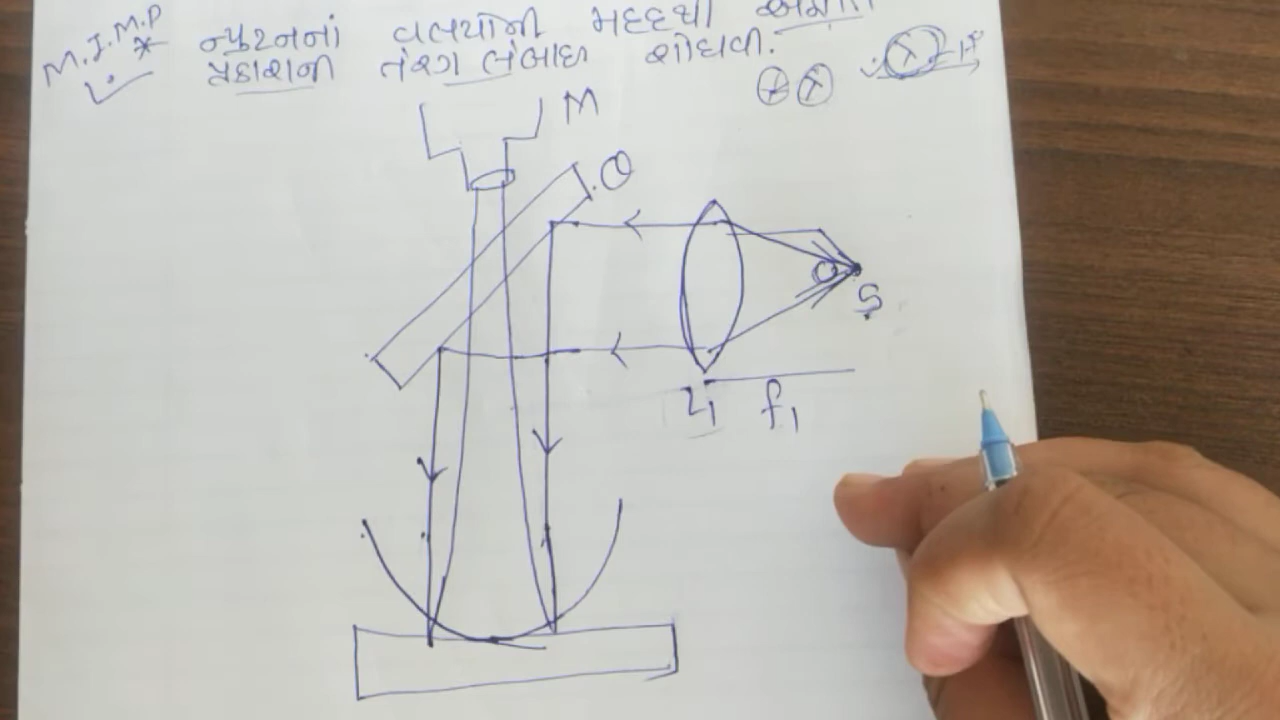 M.I.M.P
* ન્યુટનનાં વલયોની મદદથી
પ્રકાશની તરંગ લંબાઇ શોધવી.
M
Q
S
L1 f1